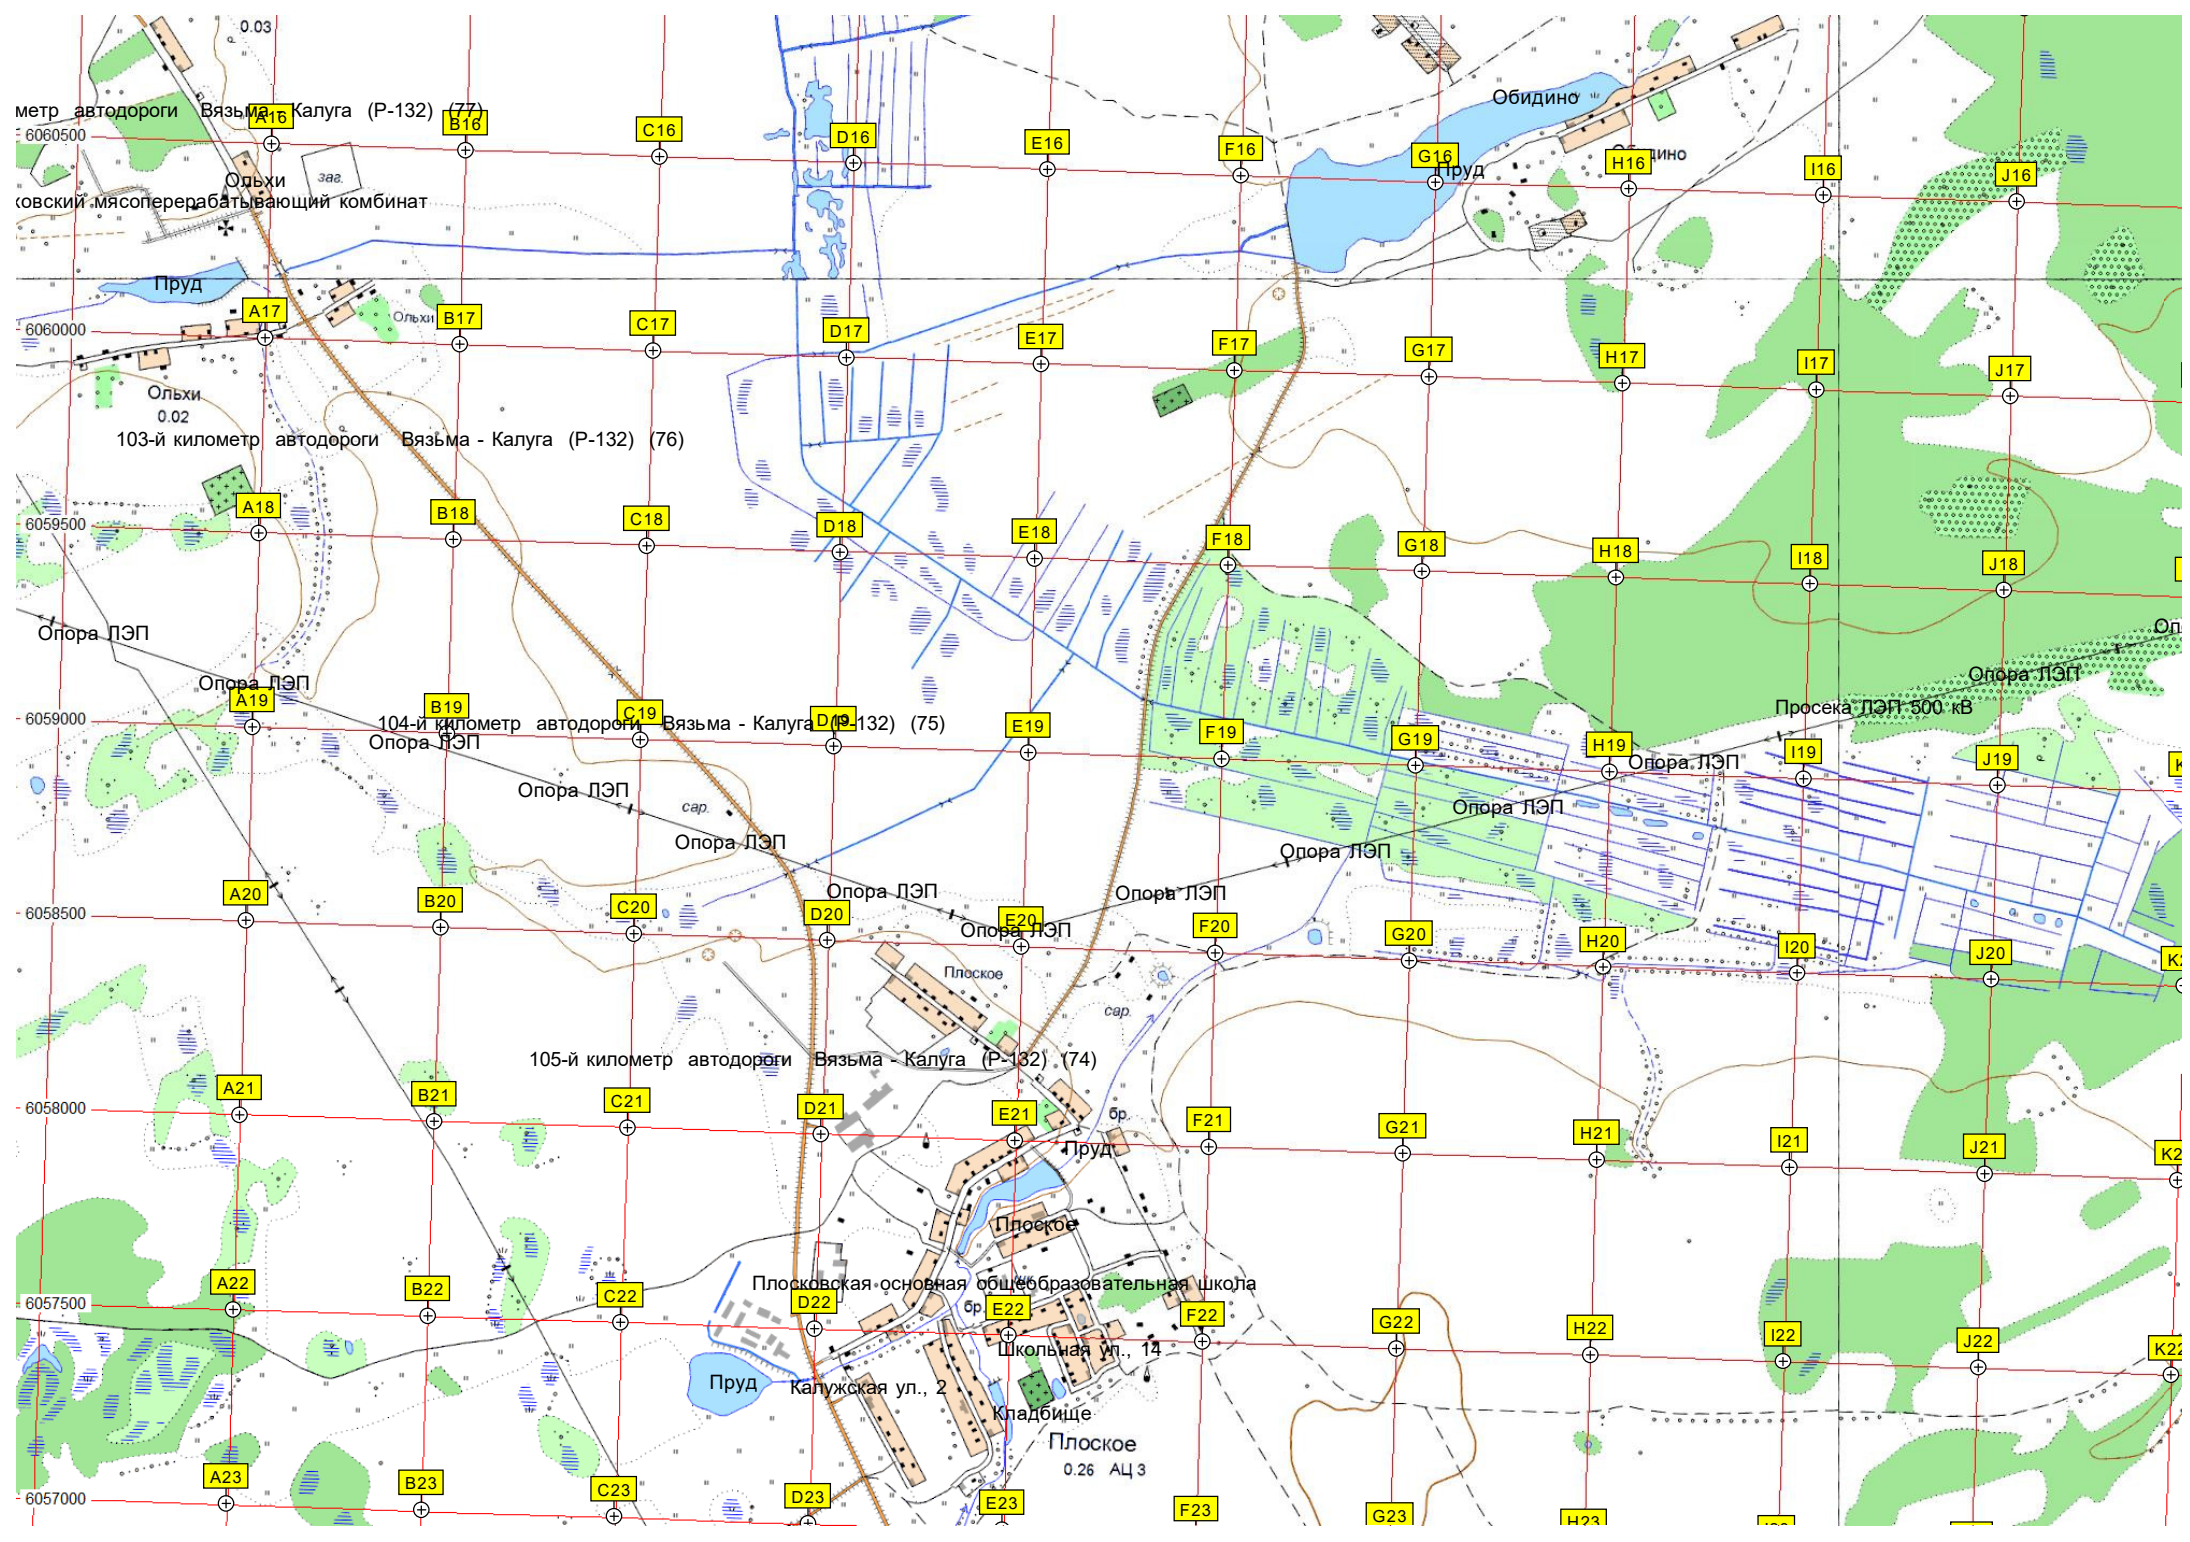 0.03
метр автодороги Вязьма - Калуга (Р-132) (77)
A16
B16
C16
D16
E16
F16
G16
H16
I16
J16
6060500
Обидино
Пруд
Ольхи
заг.
ковский мясоперерабатывающий комбинат
Пруд
A17
B17
C17
D17
E17
F17
G17
H17
I17
J17
6060000
Ольхи
Ольхи
0.02
103-й километр автодороги Вязьма - Калуга (Р-132) (76)
A18
B18
C18
D18
E18
F18
G18
H18
I18
J18
6059500
Опора ЛЭП
Опора ЛЭП
Опора ЛЭП
Просека ЛЭП 500 кВ
A19
B19
C19
D19
E19
F19
G19
H19
I19
J19
6059000
104-й километр автодороги Вязьма - Калуга (Р-132) (75)
Опора ЛЭП
Опора ЛЭП
Опора ЛЭП
Опора ЛЭП
сар.
Опора ЛЭП
Опора ЛЭП
Опора ЛЭП
Опора ЛЭП
A20
B20
C20
D20
E20
F20
G20
H20
I20
J20
6058500
Опора ЛЭП
Плоское
сар.
105-й километр автодороги Вязьма - Калуга (Р-132) (74)
A21
B21
C21
D21
E21
F21
G21
H21
I21
J21
6058000
бр.
Пруд
Плоское
Плосковская основная общеобразовательная школа
A22
B22
C22
D22
бр.
E22
F22
G22
H22
I22
J22
K22
6057500
Школьная ул., 14
Пруд
Калужская ул., 2
Кладбище
Плоское
0.26 АЦ 3
A23
B23
C23
D23
E23
F23
G23
H23
6057000